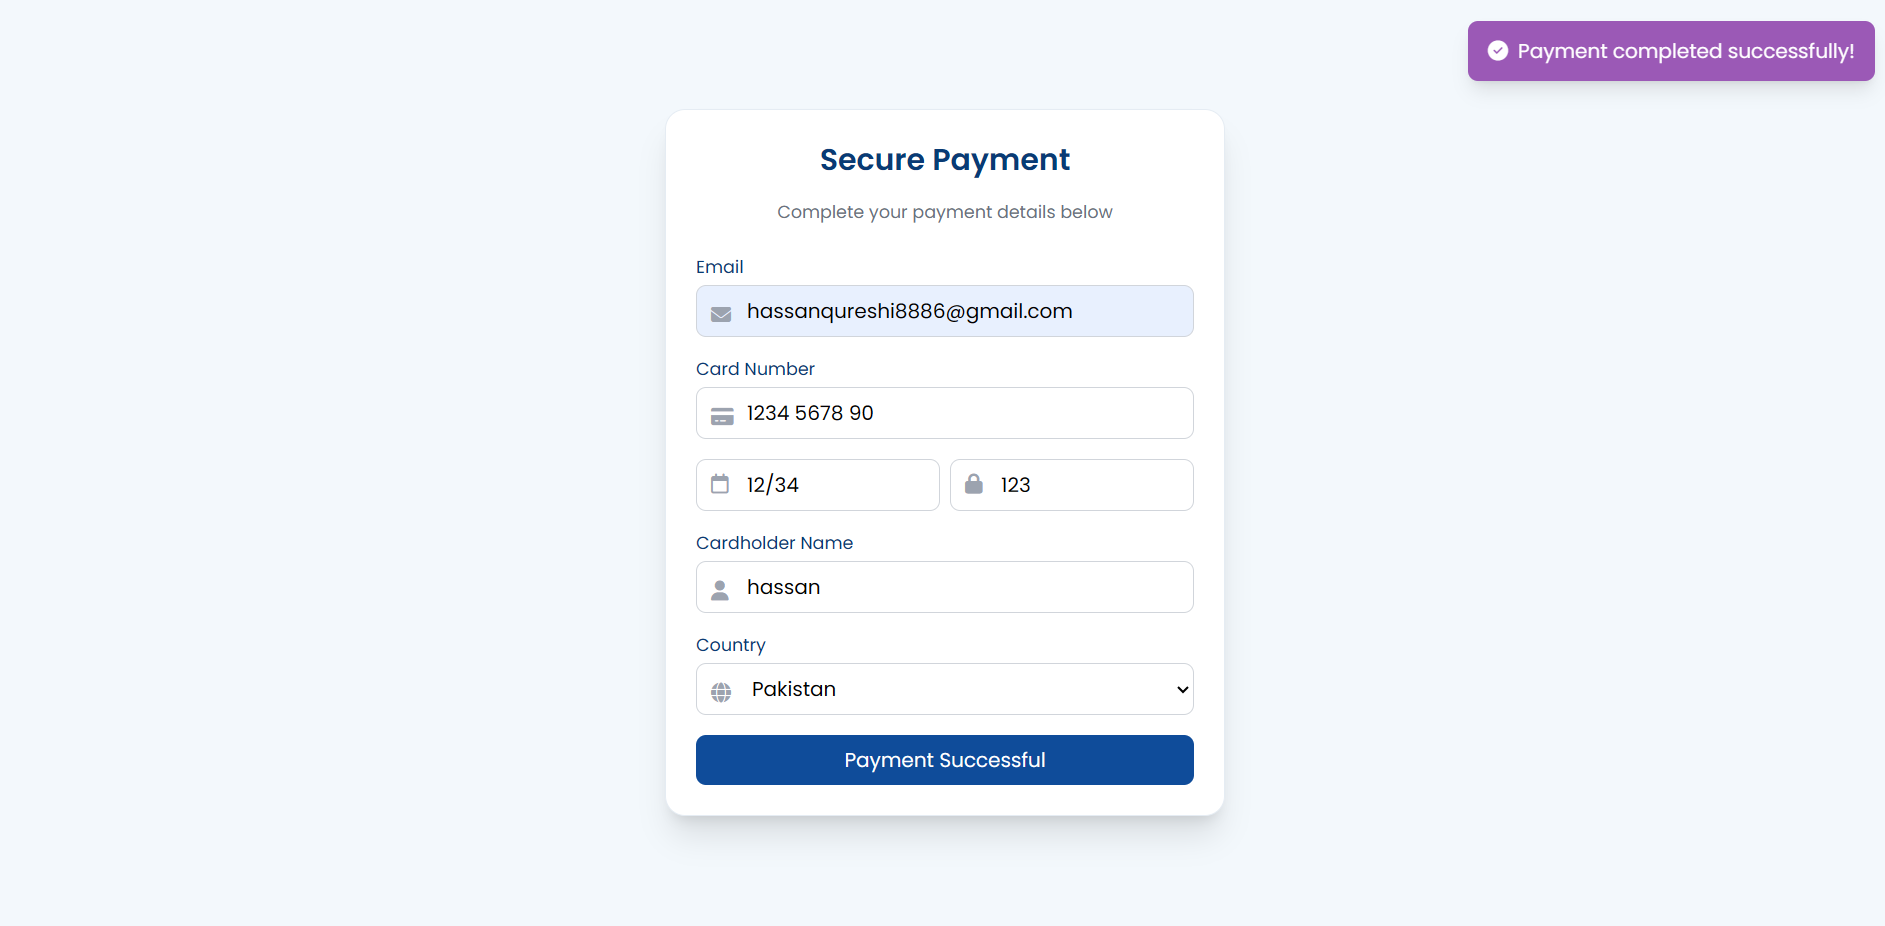 Payment completed successfully!
Secure Payment
Complete your payment details below
Email
hassanqureshi8886@gmail.com
Card Number
1234 5678 90
12/34
123
Cardholder Name
hassan
Country
Pakistan
Payment Successful